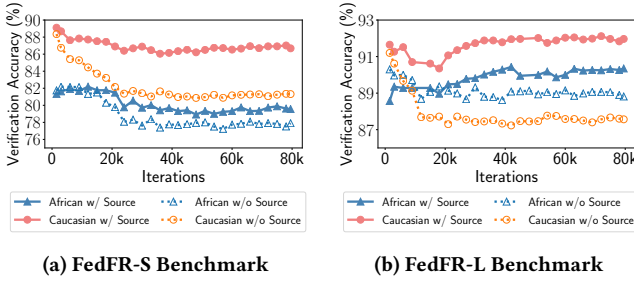 Verification Accuracy (%)
90
88
86
84
82
80
78
76
0
20k
40k
60k
80k
Iterations
African w/ Source
African w/o Source
Caucasian w/ Source
Caucasian w/o Source
(a) FedFR-S Benchmark
Verification Accuracy (%)
93
91
89
87
0
20k
40k
60k
80k
Iterations
African w/ Source
African w/o Source
Caucasian w/ Source
Caucasian w/o Source
(b) FedFR-L Benchmark